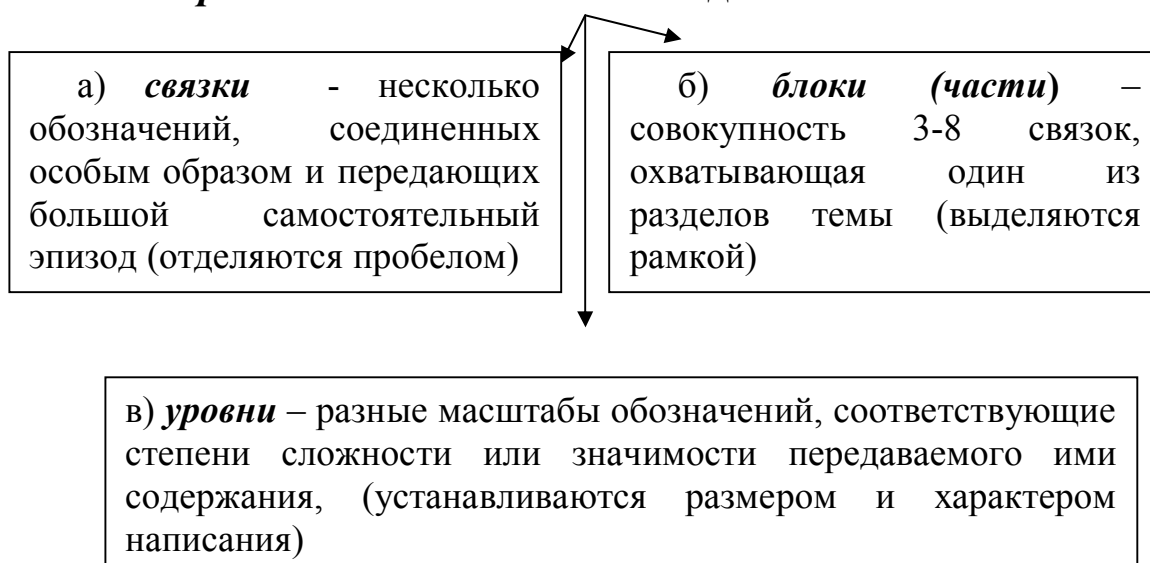 а) связки - несколько
обозначений, соединенных
особым образом и передающих
большой самостоятельный
эпизод (отделяются пробелом)
б) блоки (части) –
совокупность 3-8 связок,
охватывающая один из
разделов темы (выделяются
рамкой)
в) уровни – разные масштабы обозначений, соответствующие
степени сложности или значимости передаваемого ими
содержания, (устанавливаются размером и характером
написания)